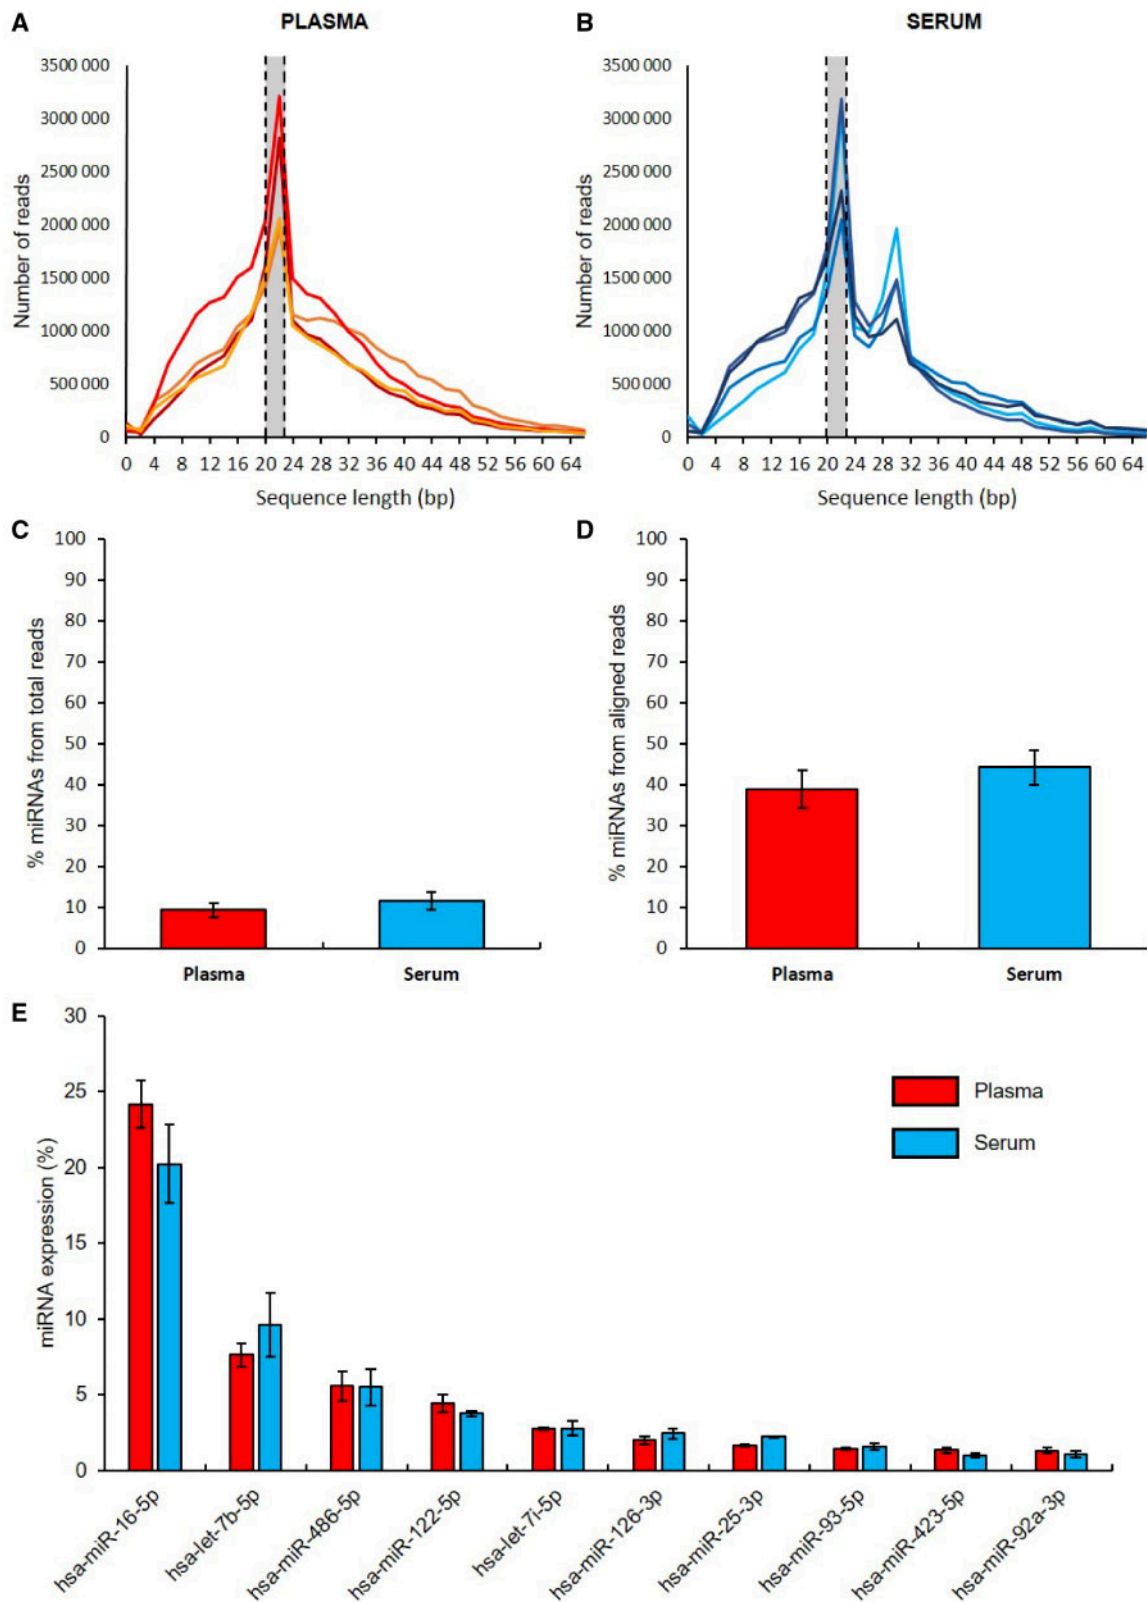 A PLASMA
Number of reads
3500 000
3000 000
2500 000
2000 000
1500 000
1000 000
500 000
0
0 4 8 12 16 20 24 28 32 36 40 44 48 52 56 60 64
Sequence length (bp)
B SERUM
Number of reads
3500 000
3000 000
2500 000
2000 000
1500 000
1000 000
500 000
0
0 4 8 12 16 20 24 28 32 36 40 44 48 52 56 60 64
Sequence length (bp)
C
% miRNAs from total reads
100
90
80
70
60
50
40
30
20
10
0
Plasma Serum
D
% miRNAs from aligned reads
100
90
80
70
60
50
40
30
20
10
0
Plasma Serum
E
miRNA expression (%)
30
25
20
15
10
5
0
Plasma
Serum
hsa-miR-16-5p
hsa-let-7b-5p
hsa-miR-486-5p
hsa-miR-122-5p
hsa-let-7i-5p
hsa-miR-126-3p
hsa-miR-25-3p
hsa-miR-93-5p
hsa-miR-423-5p
hsa-miR-92a-3p